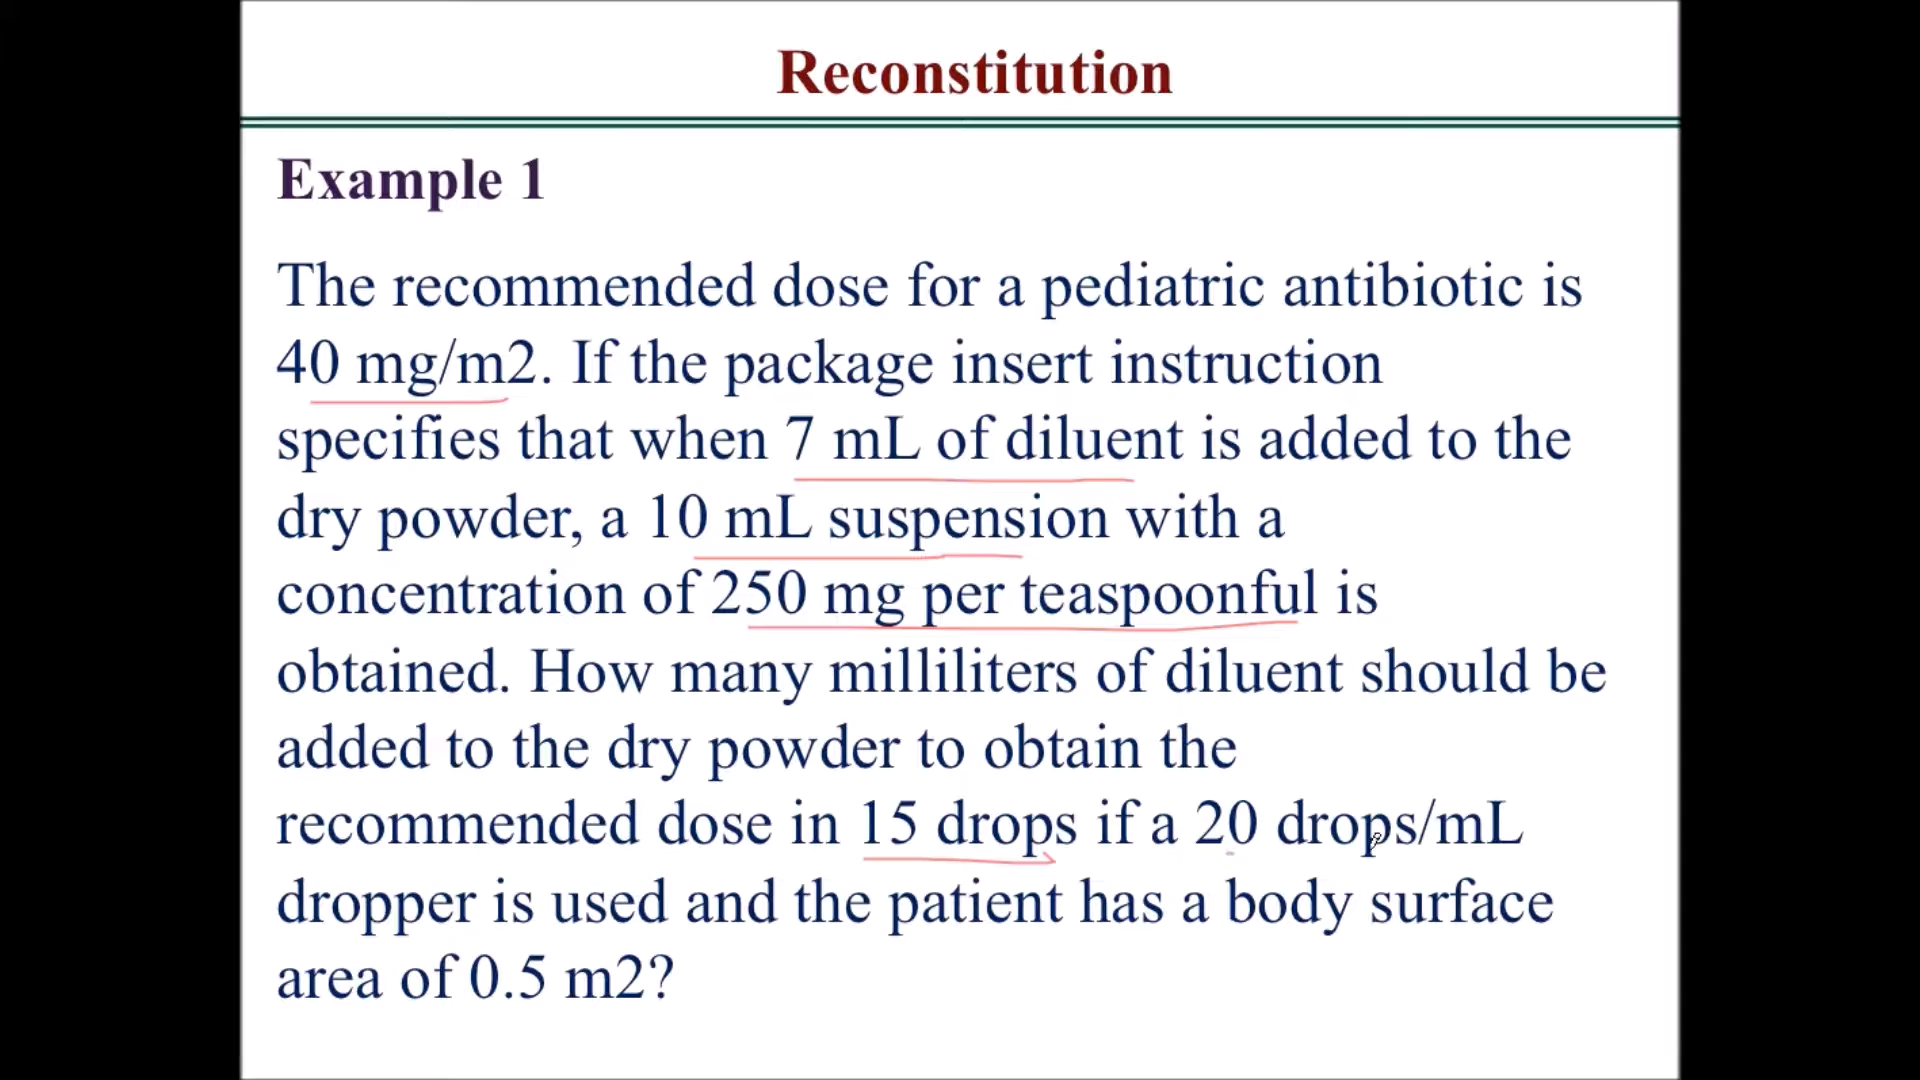 Reconstitution
Example 1
The recommended dose for a pediatric antibiotic is
40 mg/m2. If the package insert instruction
specifies that when 7 mL of diluent is added to the
dry powder, a 10 mL suspension with a
concentration of 250 mg per teaspoonful is
obtained. How many milliliters of diluent should be
added to the dry powder to obtain the
recommended dose in 15 drops if a 20 drops/mL
dropper is used and the patient has a body surface
area of 0.5 m2?